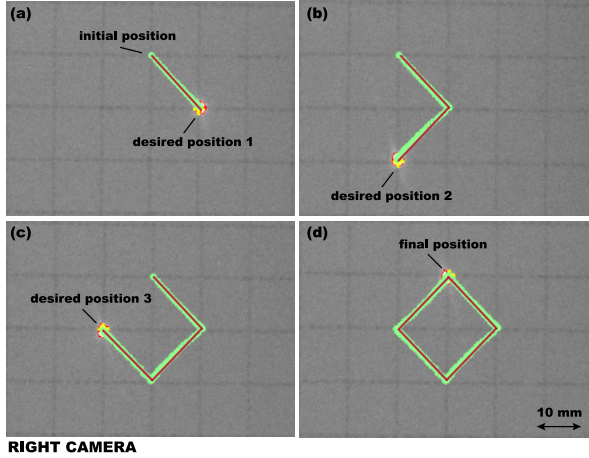 (a)
initial position
desired position 1
(b)
desired position 2
(c)
desired position 3
(d)
final position
10 mm
RIGHT CAMERA